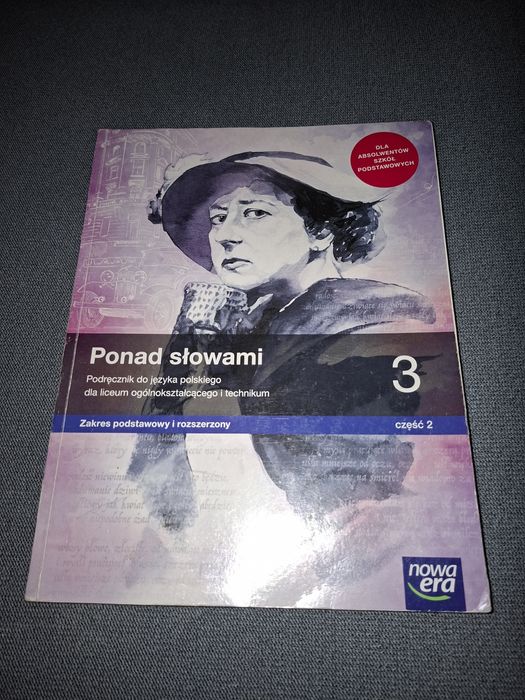 DLA
ABSOLWENTÓW
SZKÓŁ
PODSTAWOWYCH
Ponad słowami
Podręcznik do języka polskiego
dla liceum ogólnokształcącego i technikum
3
Zakres podstawowy i rozszerzony
część 2
nowa
era